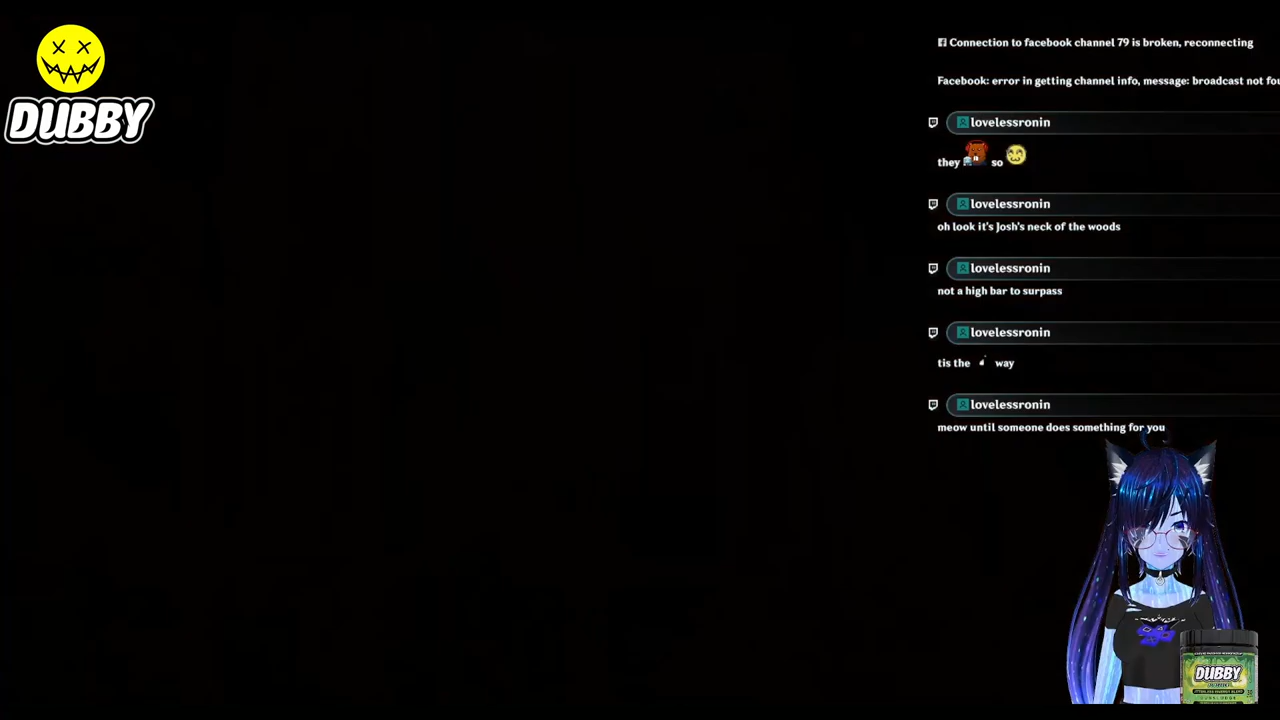 DUBBY
Connection to facebook channel 79 is broken, reconnecting
Facebook: error in getting channel info, message: broadcast not fou
lovelessronin
they so
lovelessronin
oh look it's Josh's neck of the woods
lovelessronin
not a high bar to surpass
lovelessronin
tis the way
lovelessronin
meow until someone does something for you
DUBBY